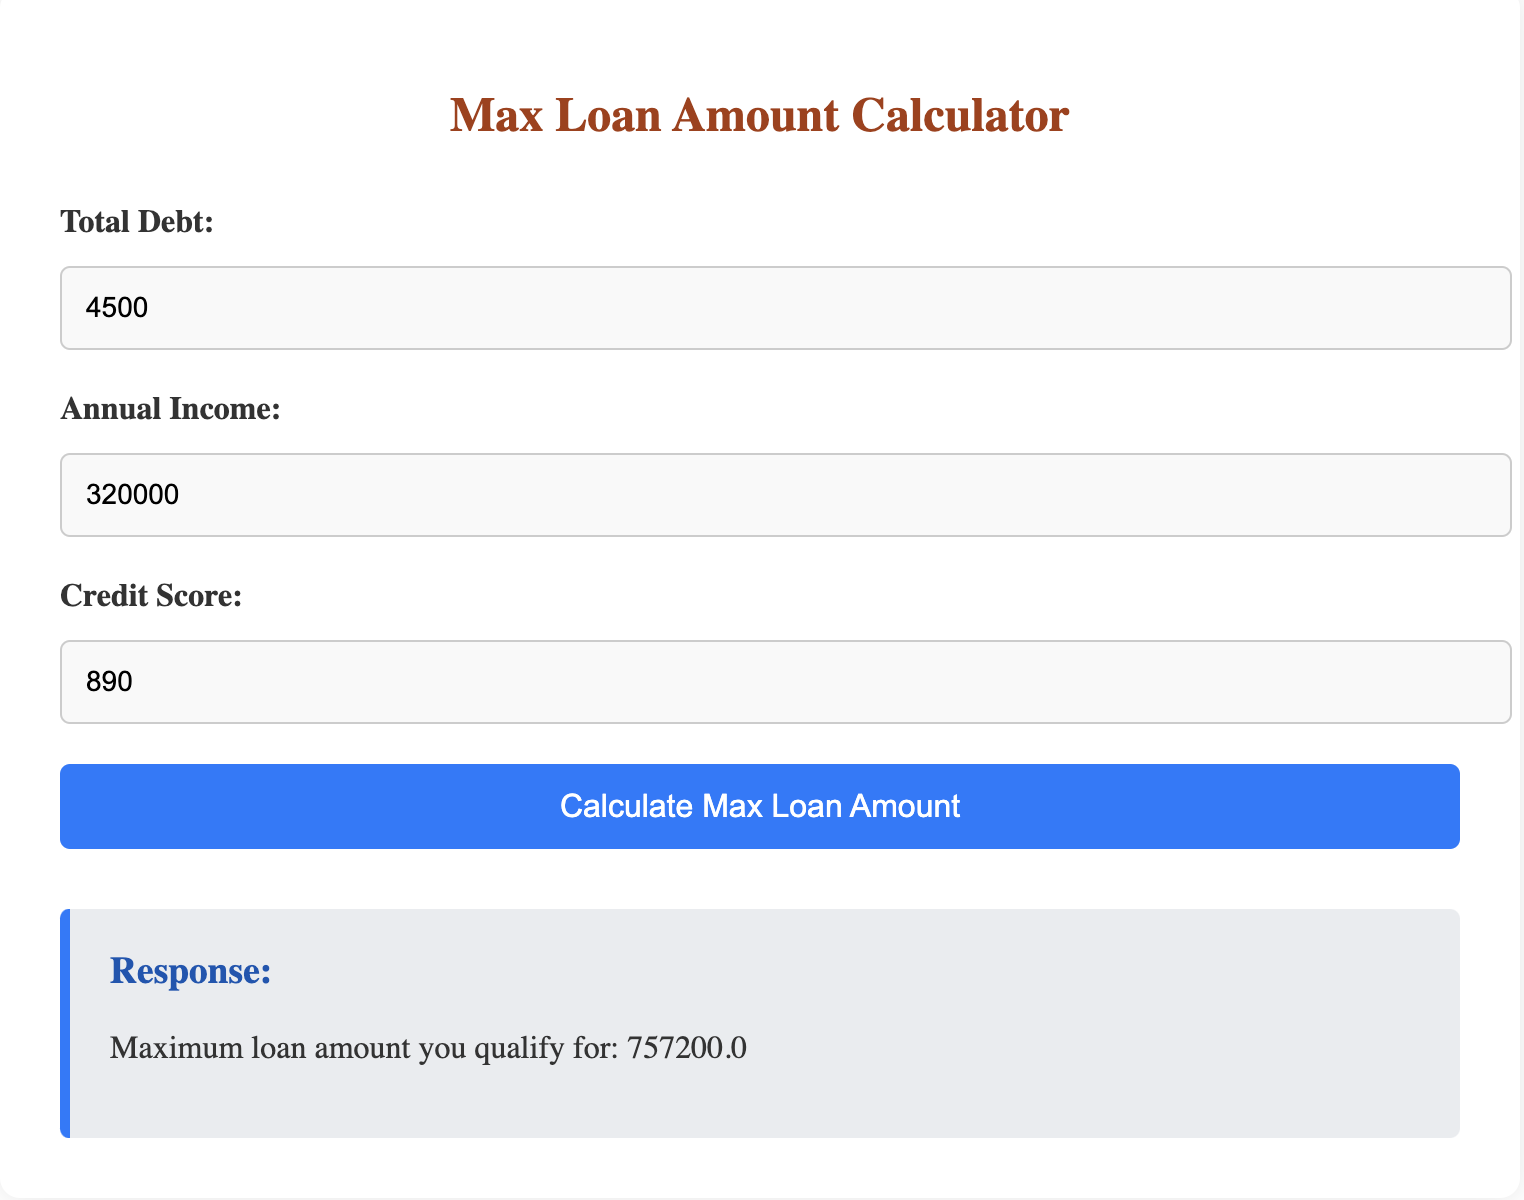 Max Loan Amount Calculator
Total Debt:
4500
Annual Income:
320000
Credit Score:
890
Calculate Max Loan Amount
Response:
Maximum loan amount you qualify for: 757200.0